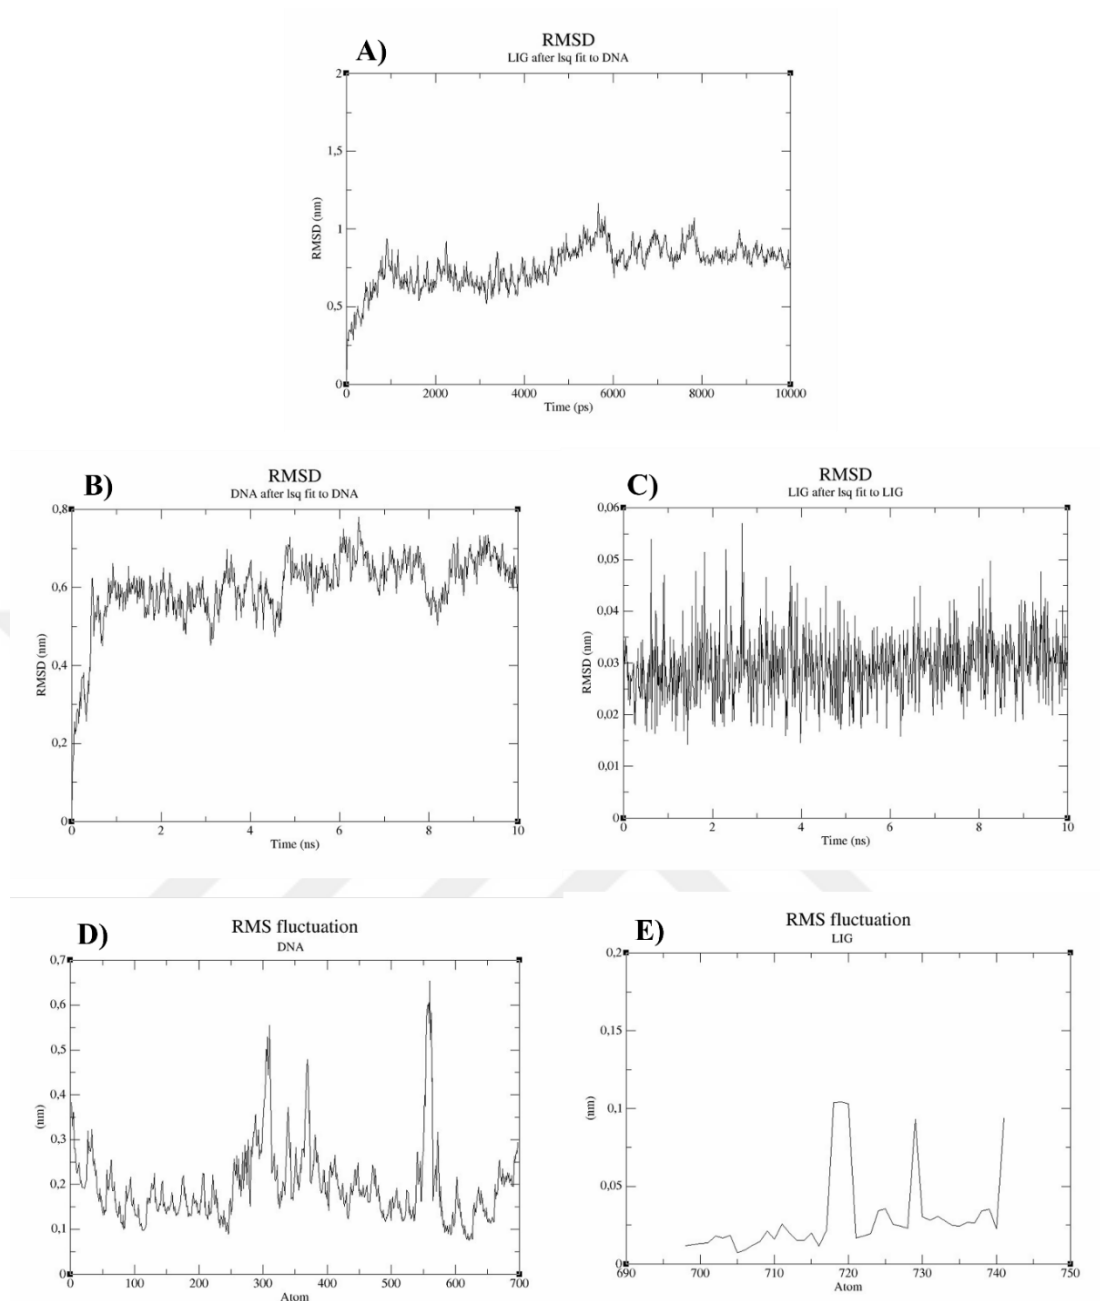 A)
RMSD
LIG after lsq fit to DNA
2
1,5
1
0,5
0
RMSD (nm)
0 2000 4000 6000 8000 10000
Time (ps)
B)
RMSD
DNA after lsq fit to DNA
0,8
0,6
0,4
0,2
0
RMSD (nm)
0 2 4 6 8 10
Time (ns)
C)
RMSD
LIG after lsq fit to LIG
0,06
0,05
0,04
0,03
0,02
0,01
0
RMSD (nm)
0 2 4 6 8 10
Time (ns)
D)
RMS fluctuation
DNA
0,7
0,6
0,5
0,4
0,3
0,2
0,1
0
(nm)
0 100 200 300 400 500 600 700
Atom
E)
RMS fluctuation
LIG
0,2
0,15
0,1
0,05
0
(nm)
690 700 710 720 730 740 750
Atom